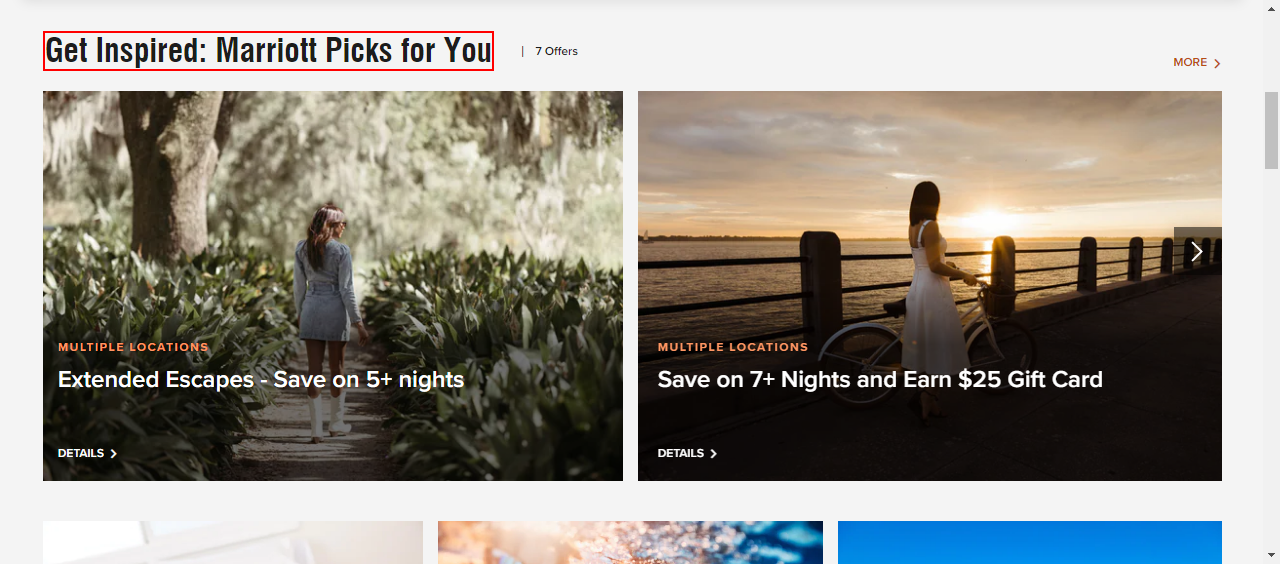 Get Inspired: Marriott Picks for You
| 7 Offers
MORE
MULTIPLE LOCATIONS
Extended Escapes - Save on 5+ nights
DETAILS
MULTIPLE LOCATIONS
Save on 7+ Nights and Earn $25 Gift Card
DETAILS